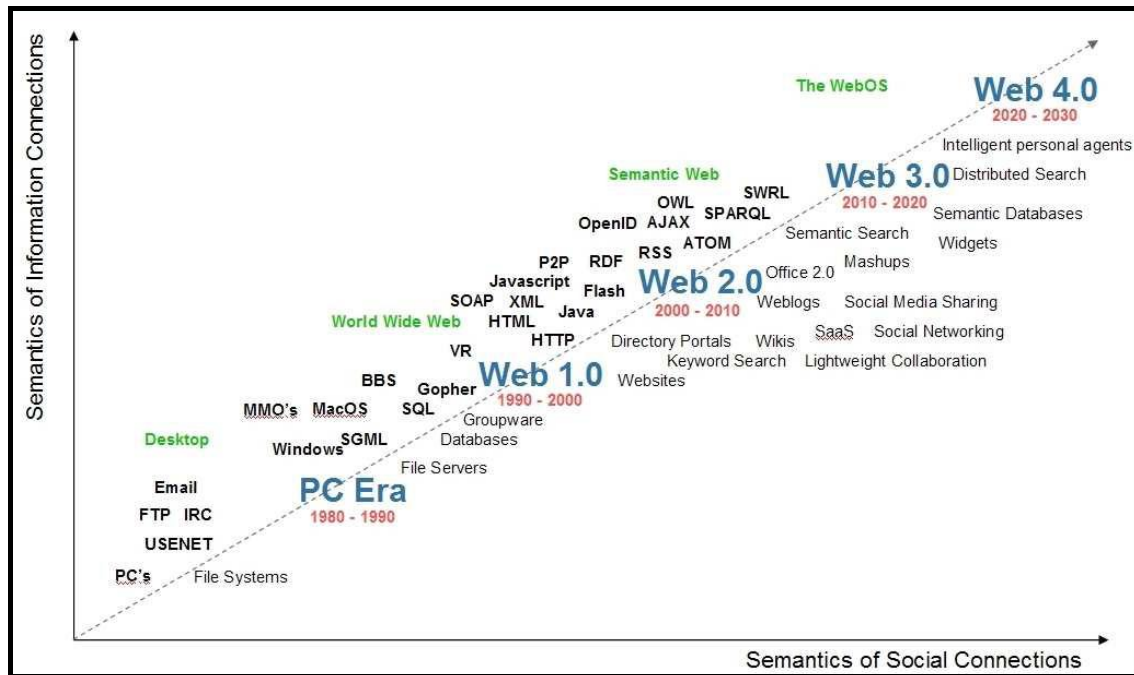 Semantics of Information Connections
The WebOS
Web 4.0
2020 - 2030
Intelligent personal agents
Semantic Web
Web 3.0
Distributed Search
2010 - 2020
SWRL
OWL
SPARQL
Semantic Databases
OpenID
AJAX
Semantic Search
ATOM
Widgets
RSS
P2P
RDF
Mashups
Office 2.0
Javascript
Flash
Web 2.0
2000 - 2010
SOAP
XML
Weblogs
Social Media Sharing
Java
World Wide Web
HTML
HTTP
Directory Portals
Wikis
SaaS
Social Networking
VR
Keyword Search
Lightweight Collaboration
Web 1.0
1990 - 2000
Websites
BBS
Gopher
MMO's
MacOS
SQL
Groupware
Desktop
Windows
SGML
Databases
File Servers
Email
PC Era
1980 - 1990
FTP
IRC
USENET
PC's
File Systems
Semantics of Social Connections